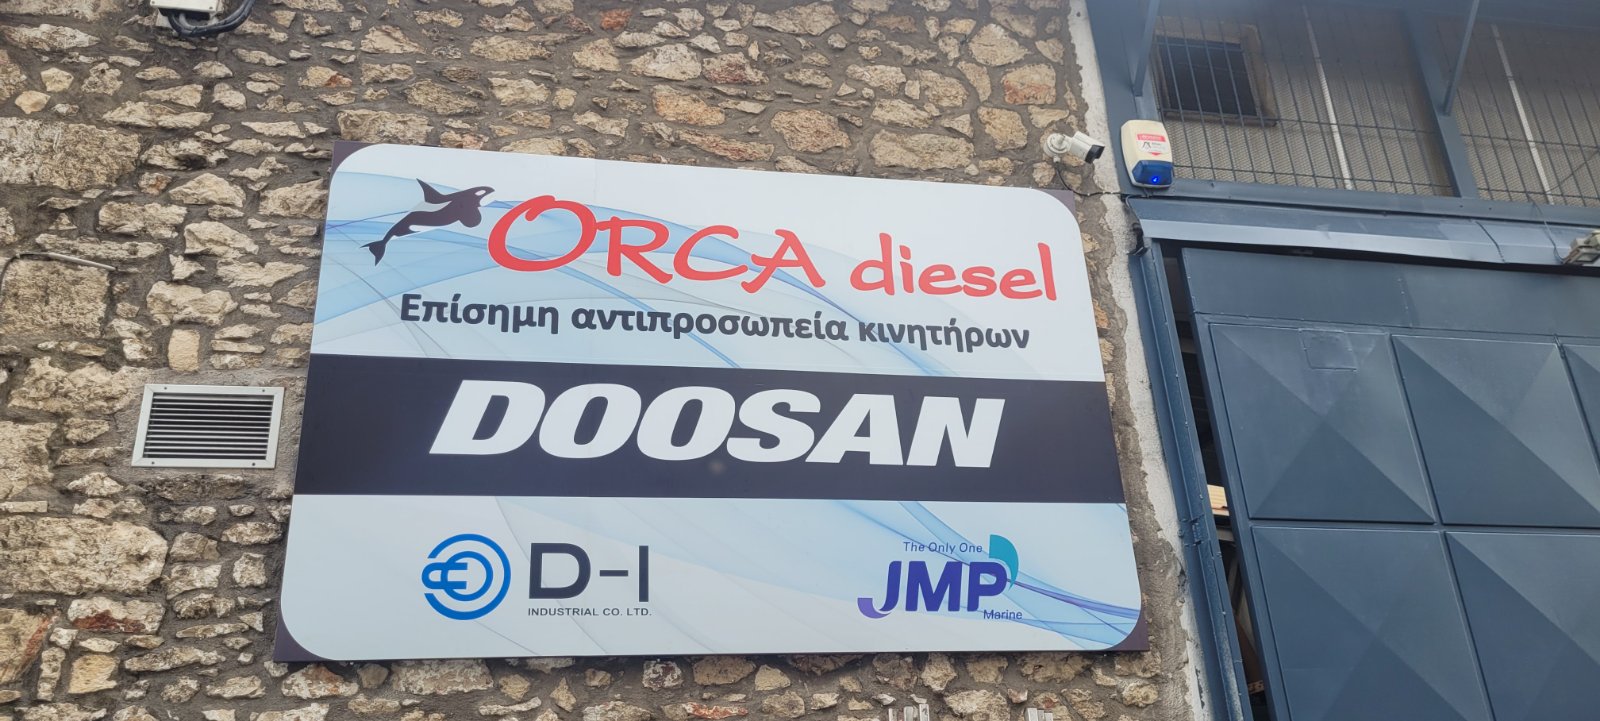 ORCA diesel
Επίσημη αντιπροσωπεία κινητήρων
DOOSAN
D-I
INDUSTRIAL CO. LTD.
The Only One
JMP
Marine